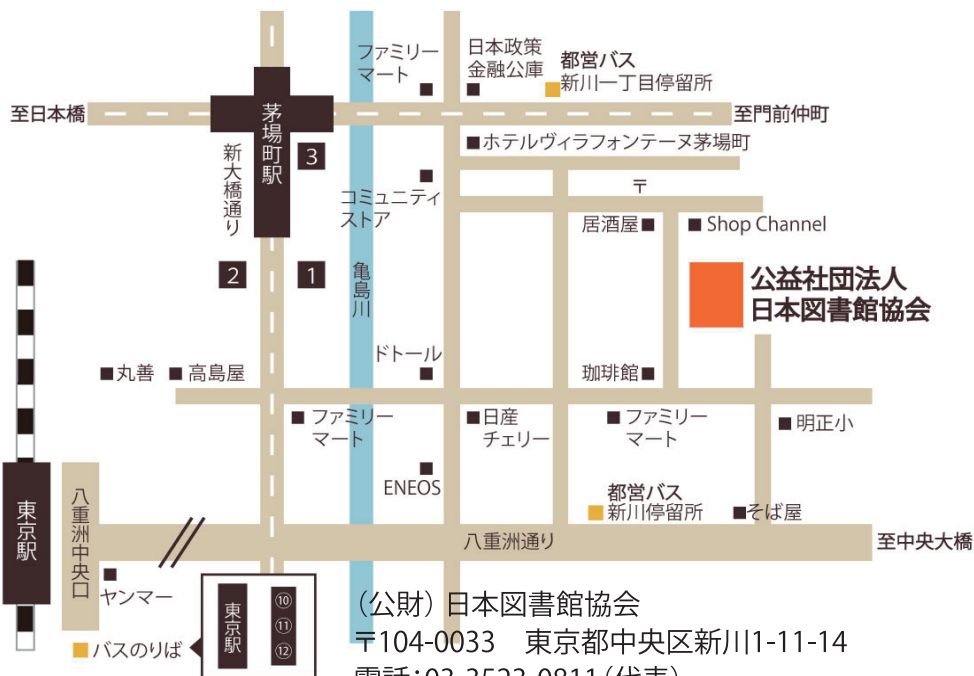 ファミリー
マート
日本政策
金融公庫
都営バス
新川一丁目停留所
至日本橋
茅場町駅
至門前仲町
新大橋通り
3
ホテルヴィラフォンテーヌ茅場町
コミュニティ
ストア
〒
居酒屋
Shop Channel
2
1
亀島川
公益社団法人
日本図書館協会
丸善
高島屋
ドトール
珈琲館
ファミリー
マート
日産
チェリー
ファミリー
マート
明正小
ENEOS
都営バス
新川停留所
そば屋
東京駅
八重洲中央口
八重洲通り
至中央大橋
ヤンマー
バスのりば
東京駅
⑩
⑪
⑫
(公財) 日本図書館協会
〒104-0033 東京都中央区新川1-11-14
電話:03-3523-0811(代表)